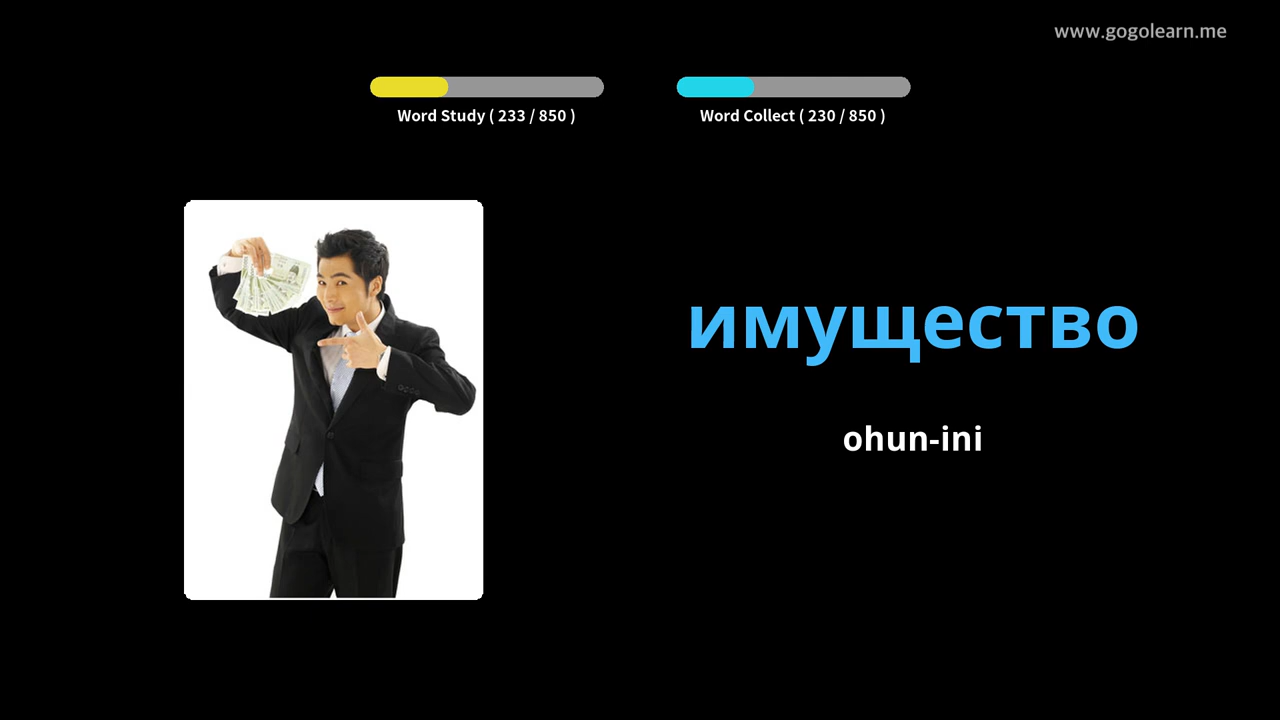 www.gogolearn.me
Word Study ( 233 / 850 )
Word Collect ( 230 / 850 )
имущество
ohun-ini